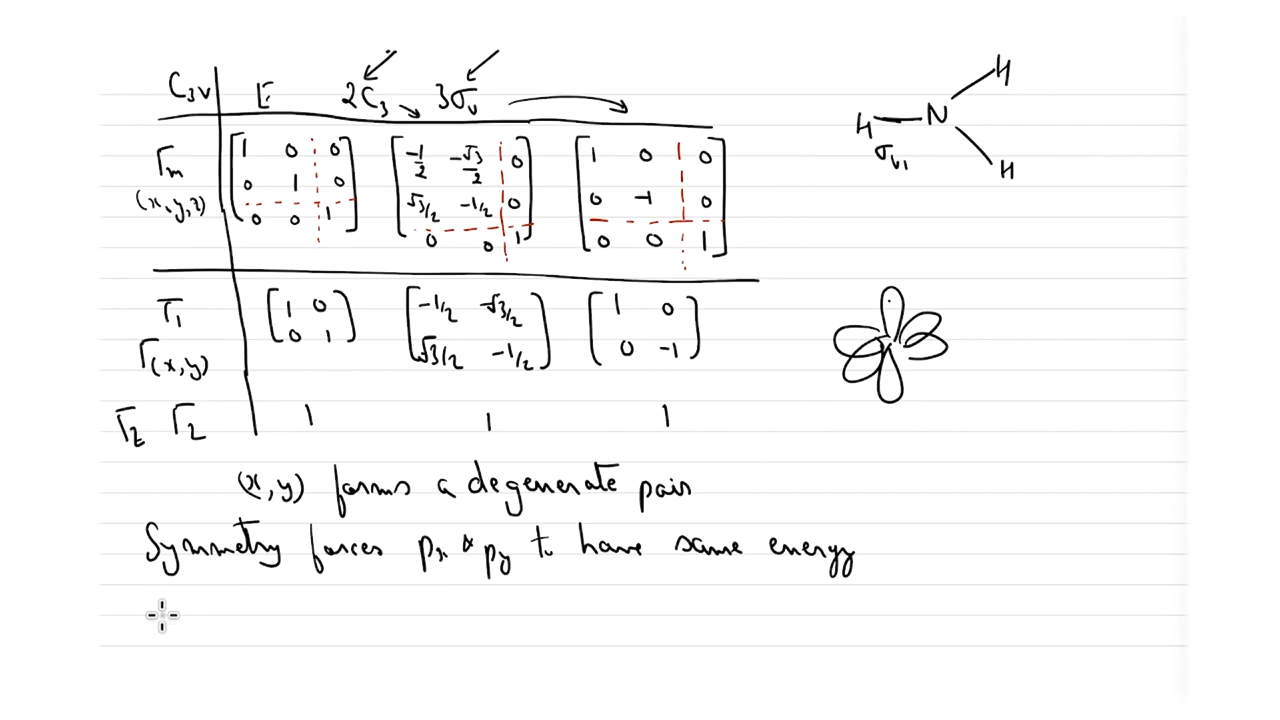 C3v E 2C3 3σv
Γm [1 0 0] [-1/2 -√3/2 0] [1 0 0]
(x,y,z) [0 1 0] [√3/2 -1/2 0] [0 -1 0]
[0 0 1] [0 0 1] [0 0 1]
Γ1 [1 0] [-1/2 √3/2] [1 0]
Γ(x,y) [0 1] [√3/2 -1/2] [0 -1]
Γz Γ2 1 1 1
(x,y) forms a degenerate pair
Symmetry forces px & py to have same energy
H
H N
σv1
H